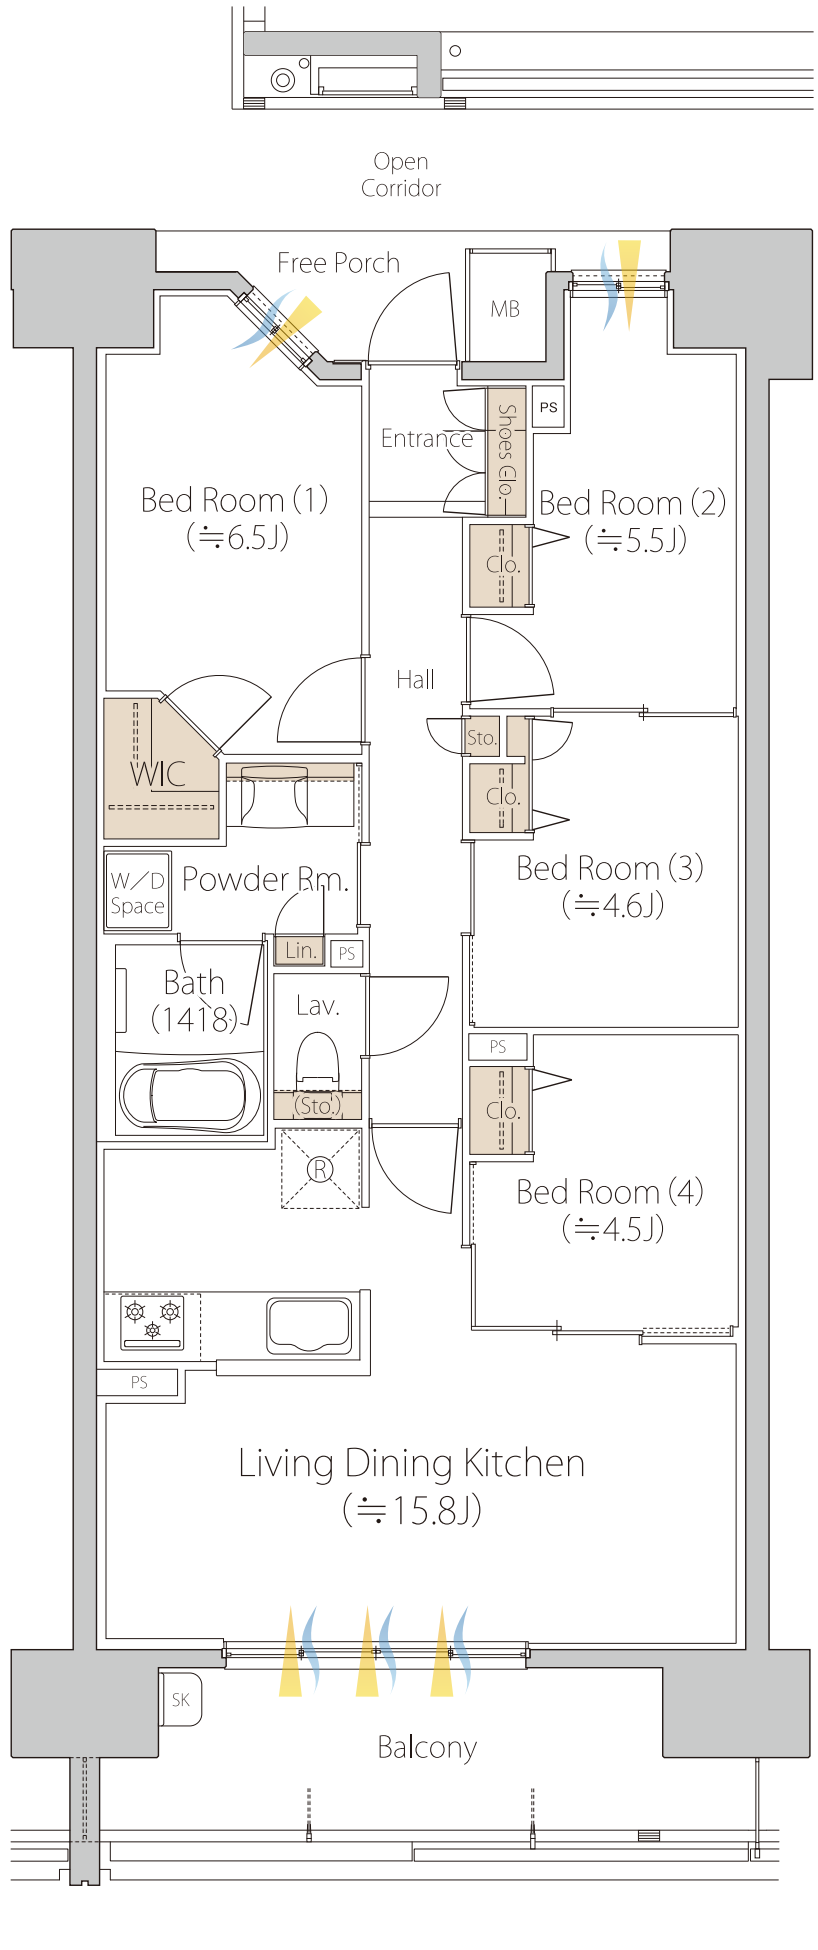 Open
Corridor
Free Porch
MB
PS
Entrance
Shoes Clo.
Bed Room (1)
(≒6.5J)
Bed Room (2)
(≒5.5J)
Clo.
Hall
Sto.
WIC
Clo.
Bed Room (3)
(≒4.6J)
W/D
Space
Powder Rm.
Lin.
PS
Bath
(1418)
Lav.
PS
(Sto.)
Clo.
R
Bed Room (4)
(≒4.5J)
PS
Living Dining Kitchen
(≒15.8J)
SK
Balcony